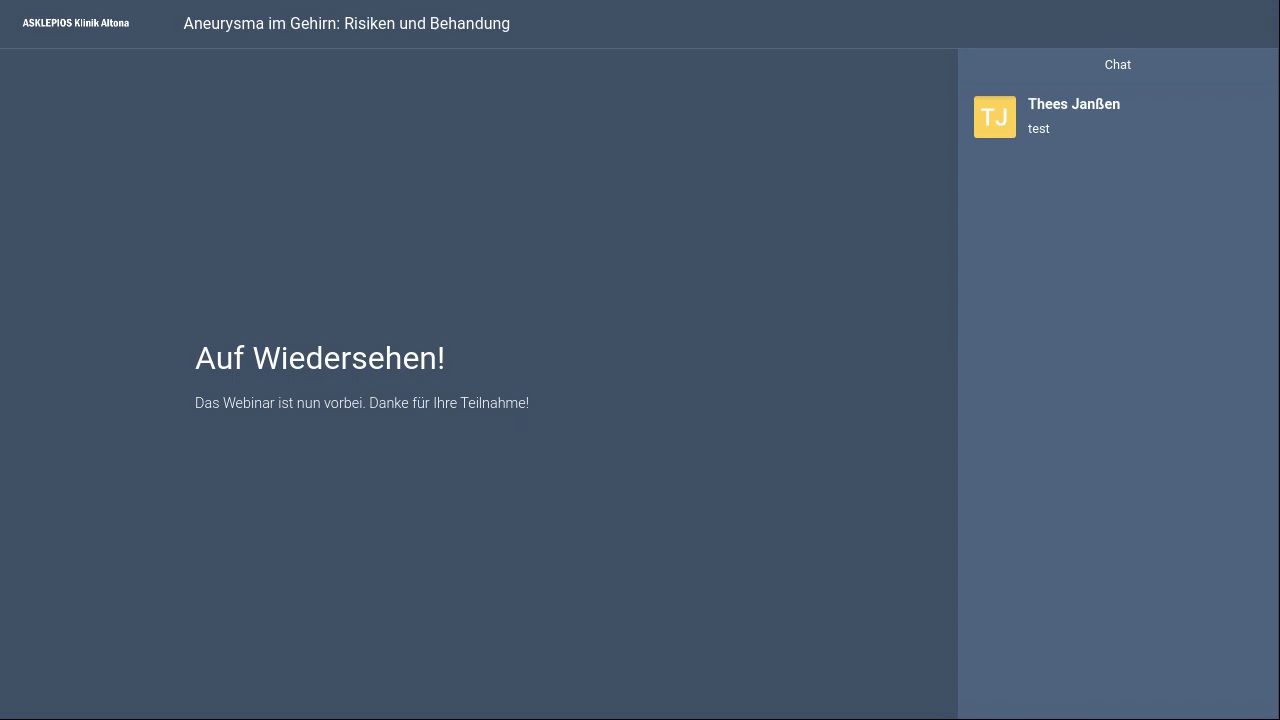 ASKLEPIOS Klinik Altona
Aneurysma im Gehirn: Risiken und Behandung
Chat
TJ
Thees Janßen
test
Auf Wiedersehen!
Das Webinar ist nun vorbei. Danke für Ihre Teilnahme!